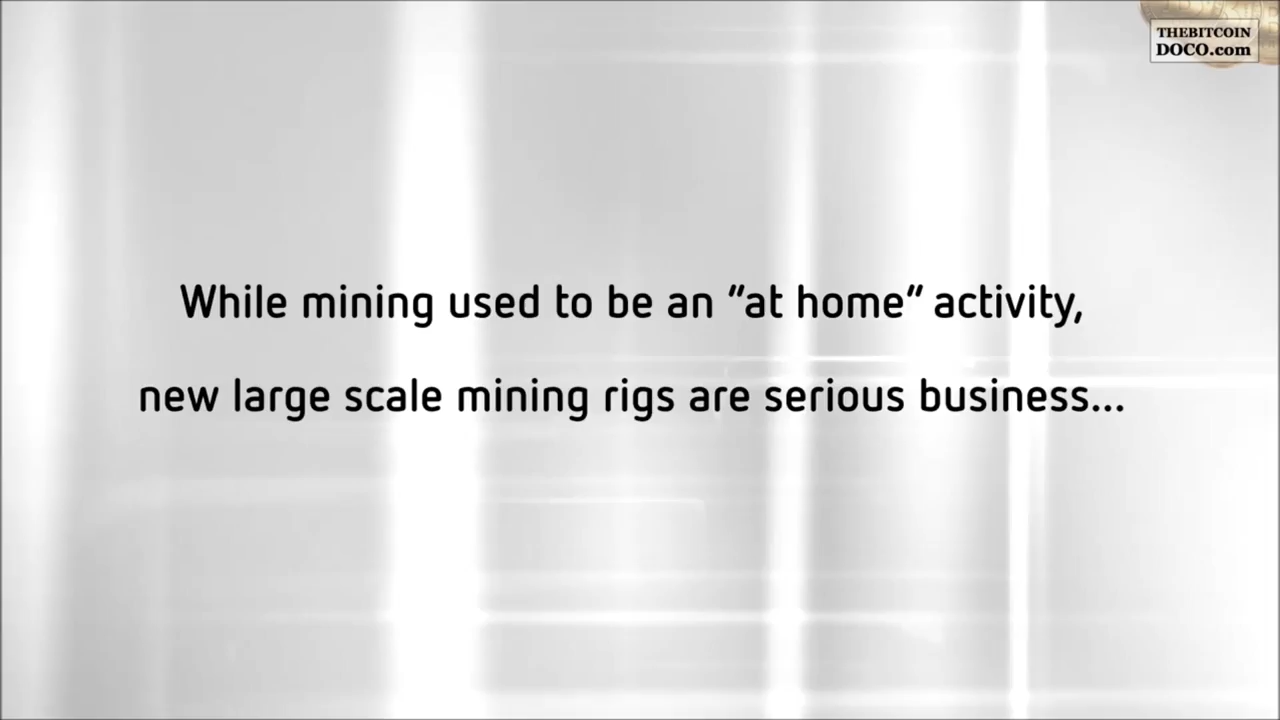 THEBITCOIN
DOCO.com
While mining used to be an “at home” activity,
new large scale mining rigs are serious business...